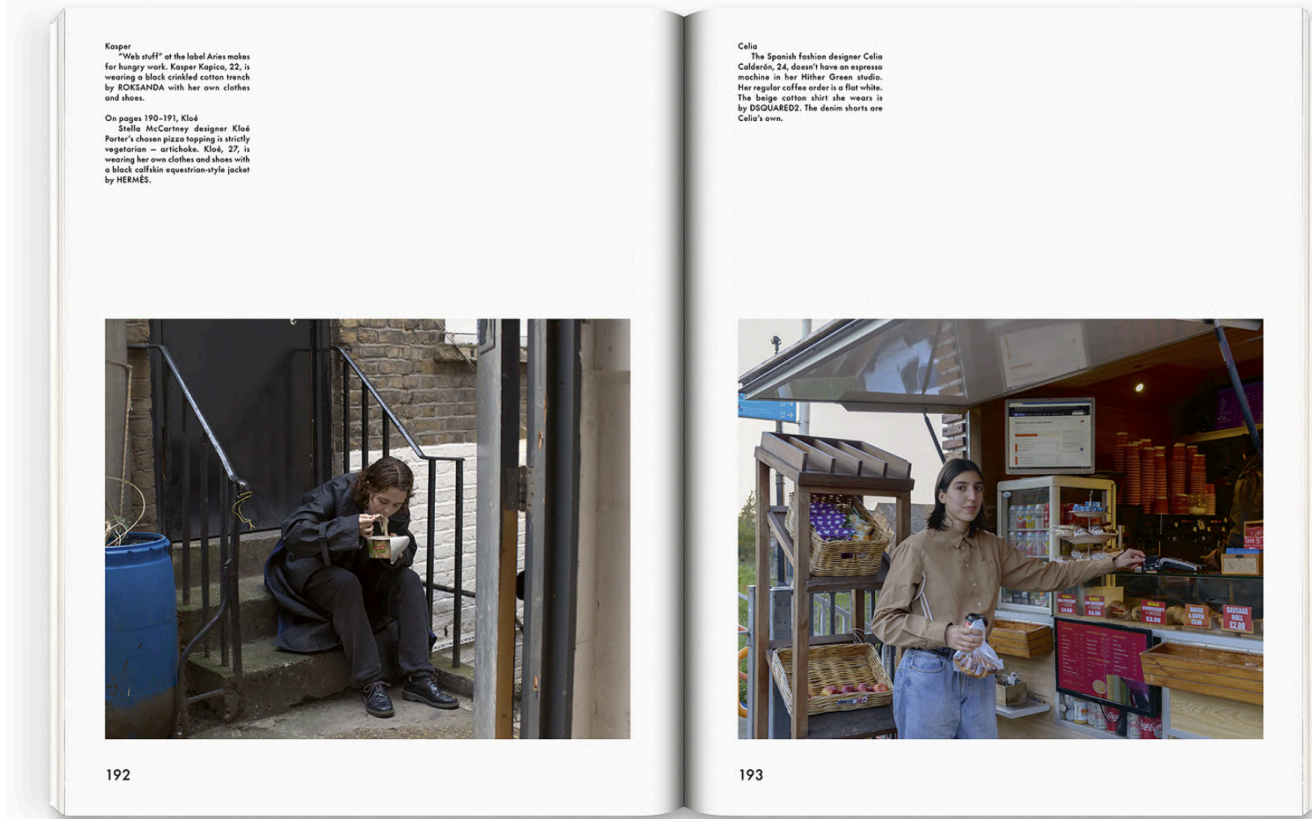 Kasper
“Web stuff” at the label Aries makes
for hungry work. Kasper Kapica, 22, is
wearing a black crinkled cotton trench
by ROKSANDA with her own clothes
and shoes.
On pages 190–191, Kloé
Stella McCartney designer Kloé
Porter’s chosen pizza topping is strictly
vegetarian – artichoke. Kloé, 27, is
wearing her own clothes and shoes with
a black calfskin equestrian-style jacket
by HERMÈS.
192
Celia
The Spanish fashion designer Celia
Calderón, 24, doesn’t have an espresso
machine in her Hither Green studio.
Her regular coffee order is a flat white.
The beige cotton shirt she wears is
by DSQUARED2. The denim shorts are
Celia’s own.
SAUSAGE
ROLL
£2.00
193